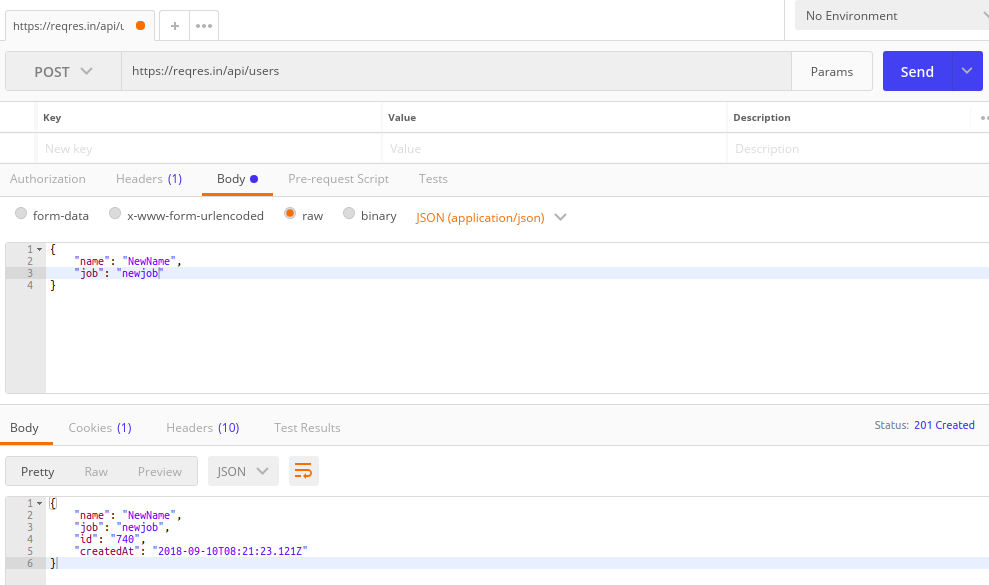 https://reqres.in/api/u
No Environment
POST https://reqres.in/api/users Params Send
Key Value Description
New key Value Description
Authorization Headers (1) Body Pre-request Script Tests
form-data x-www-form-urlencoded raw binary JSON (application/json)
1 {
2 "name": "NewName",
3 "job": "newjob"
4 }
Body Cookies (1) Headers (10) Test Results Status: 201 Created
Pretty Raw Preview JSON
1 {
2 "name": "NewName",
3 "job": "newjob",
4 "id": "740",
5 "createdAt": "2018-09-10T08:21:23.121Z"
6 }